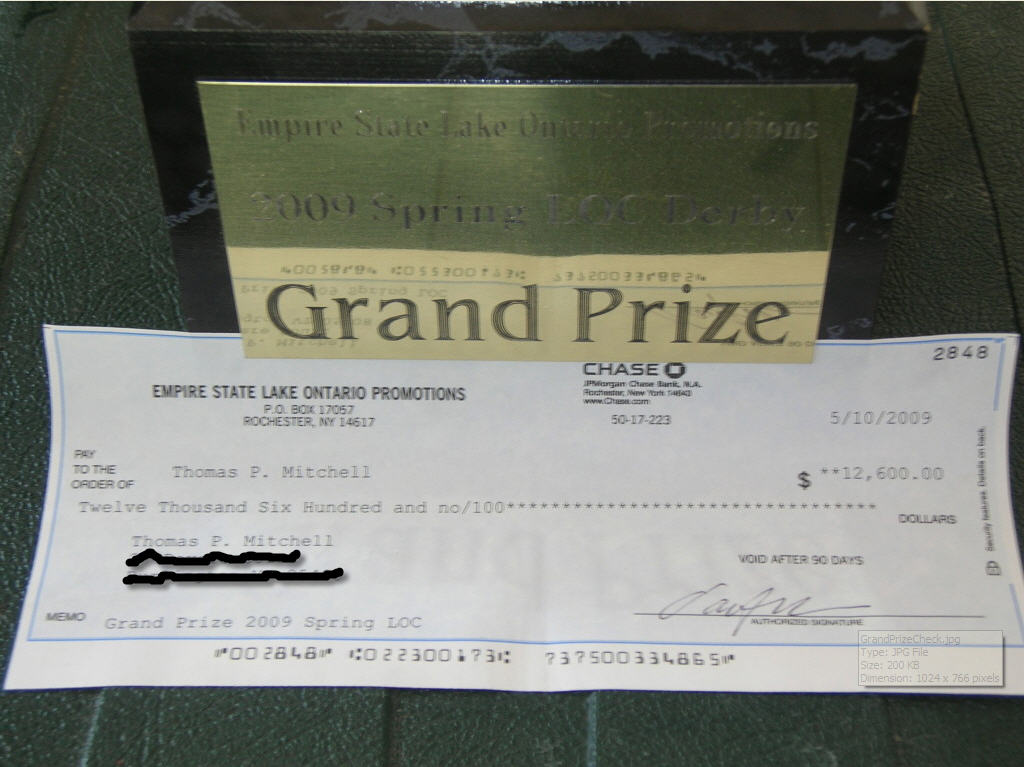 Empire State Lake Ontario Promotions
2009 Spring LOC Derby
Grand Prize
2848
CHASE
JPMorgan Chase Bank, N.A.
Rochester, New York 14643
www.Chase.com
EMPIRE STATE LAKE ONTARIO PROMOTIONS
P.O. BOX 17057
ROCHESTER, NY 14617
50-17-223
5/10/2009
PAY
TO THE
ORDER OF
Thomas P. Mitchell
$ **12,600.00
Twelve Thousand Six Hundred and no/100************************************
DOLLARS
Thomas P. Mitchell
VOID AFTER 90 DAYS
Security features. Details on back.
MEMO
Grand Prize 2009 Spring LOC
AUTHORIZED SIGNATURE
⑈002848⑈ ⑆022300173⑆ 737500334865⑈
GrandPrizeCheck.jpg
Type: JPG File
Size: 200 KB
Dimension: 1024 x 766 pixels